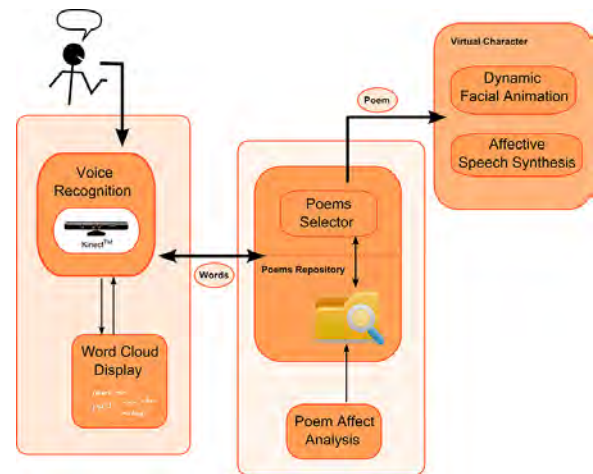 Virtual Character
Dynamic
Facial Animation
Affective
Speech Synthesis
Poem
Voice
Recognition
Kinect™
Words
Poems
Selector
Poems Repository
Word Cloud
Display
Poem Affect
Analysis